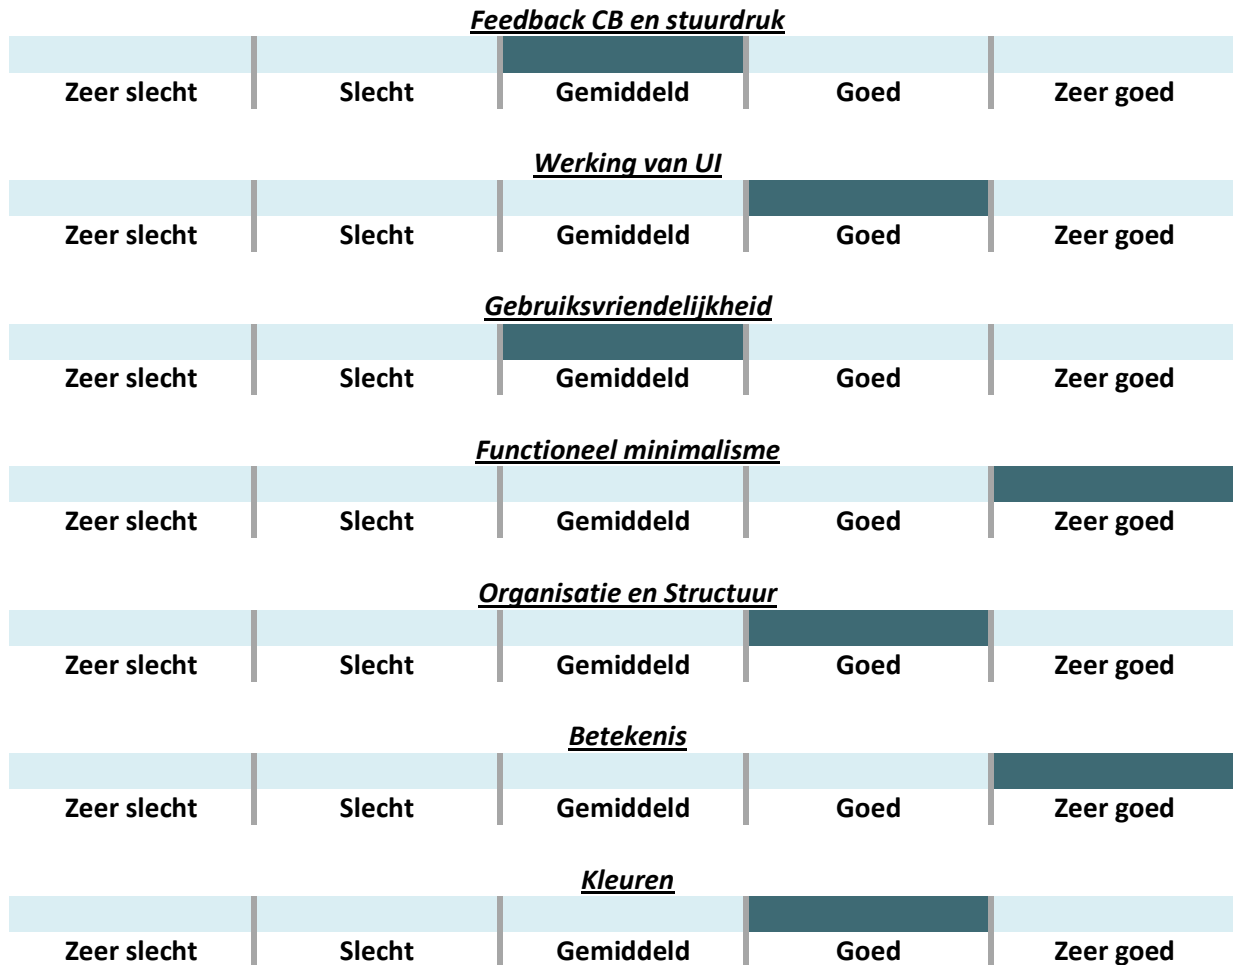 Feedback CB en stuurdruk
Zeer slecht Slecht Gemiddeld Goed Zeer goed
Werking van UI
Zeer slecht Slecht Gemiddeld Goed Zeer goed
Gebruiksvriendelijkheid
Zeer slecht Slecht Gemiddeld Goed Zeer goed
Functioneel minimalisme
Zeer slecht Slecht Gemiddeld Goed Zeer goed
Organisatie en Structuur
Zeer slecht Slecht Gemiddeld Goed Zeer goed
Betekenis
Zeer slecht Slecht Gemiddeld Goed Zeer goed
Kleuren
Zeer slecht Slecht Gemiddeld Goed Zeer goed